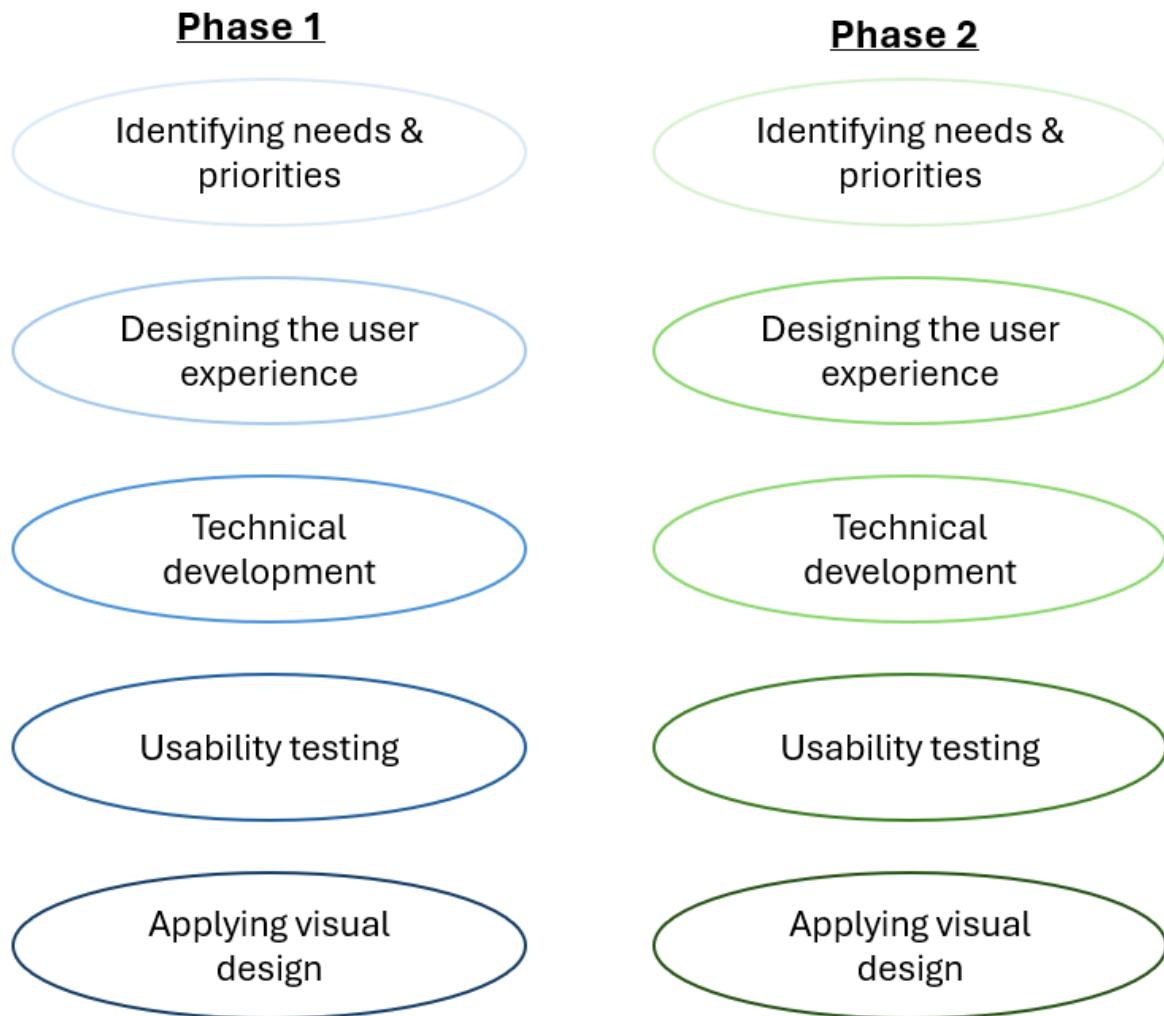 Phase 1
Identifying needs &
priorities
Designing the user
experience
Technical
development
Usability testing
Applying visual
design
Phase 2
Identifying needs &
priorities
Designing the user
experience
Technical
development
Usability testing
Applying visual
design